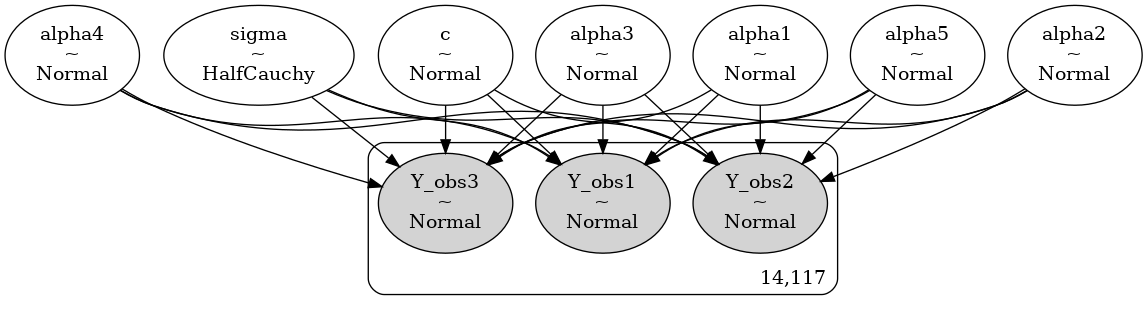 alpha4
~
Normal
sigma
~
HalfCauchy
c
~
Normal
alpha3
~
Normal
alpha1
~
Normal
alpha5
~
Normal
alpha2
~
Normal
Y_obs3
~
Normal
Y_obs1
~
Normal
Y_obs2
~
Normal
14,117